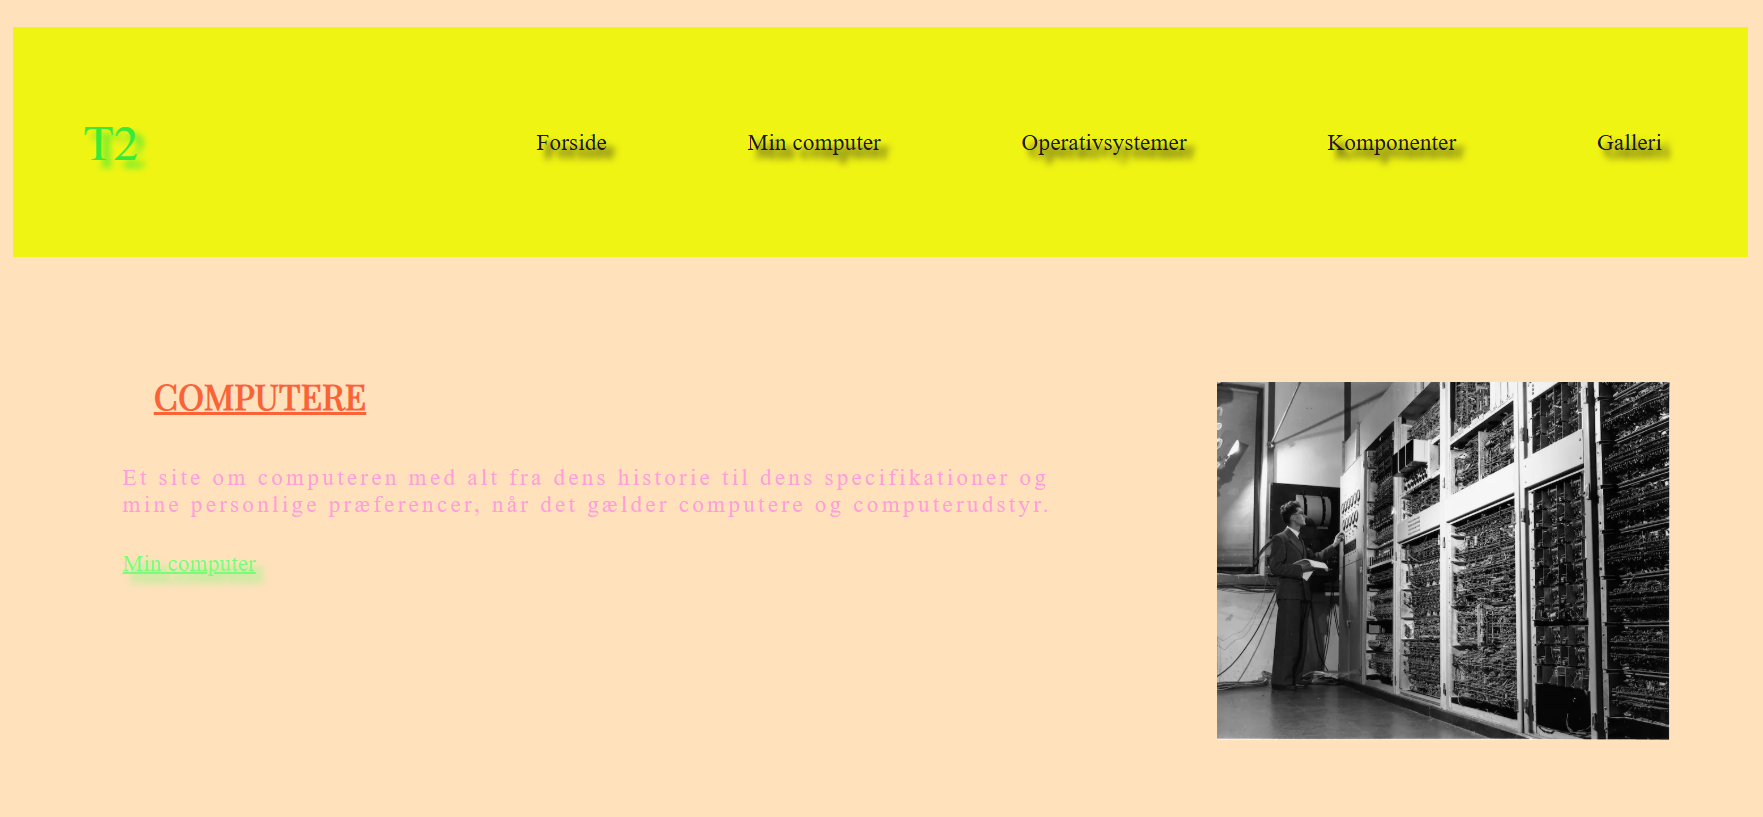 T2
Forside Min computer Operativsystemer Komponenter Galleri
COMPUTERE
Et site om computeren med alt fra dens historie til dens specifikationer og
mine personlige præferencer, når det gælder computere og computerudstyr.
Min computer